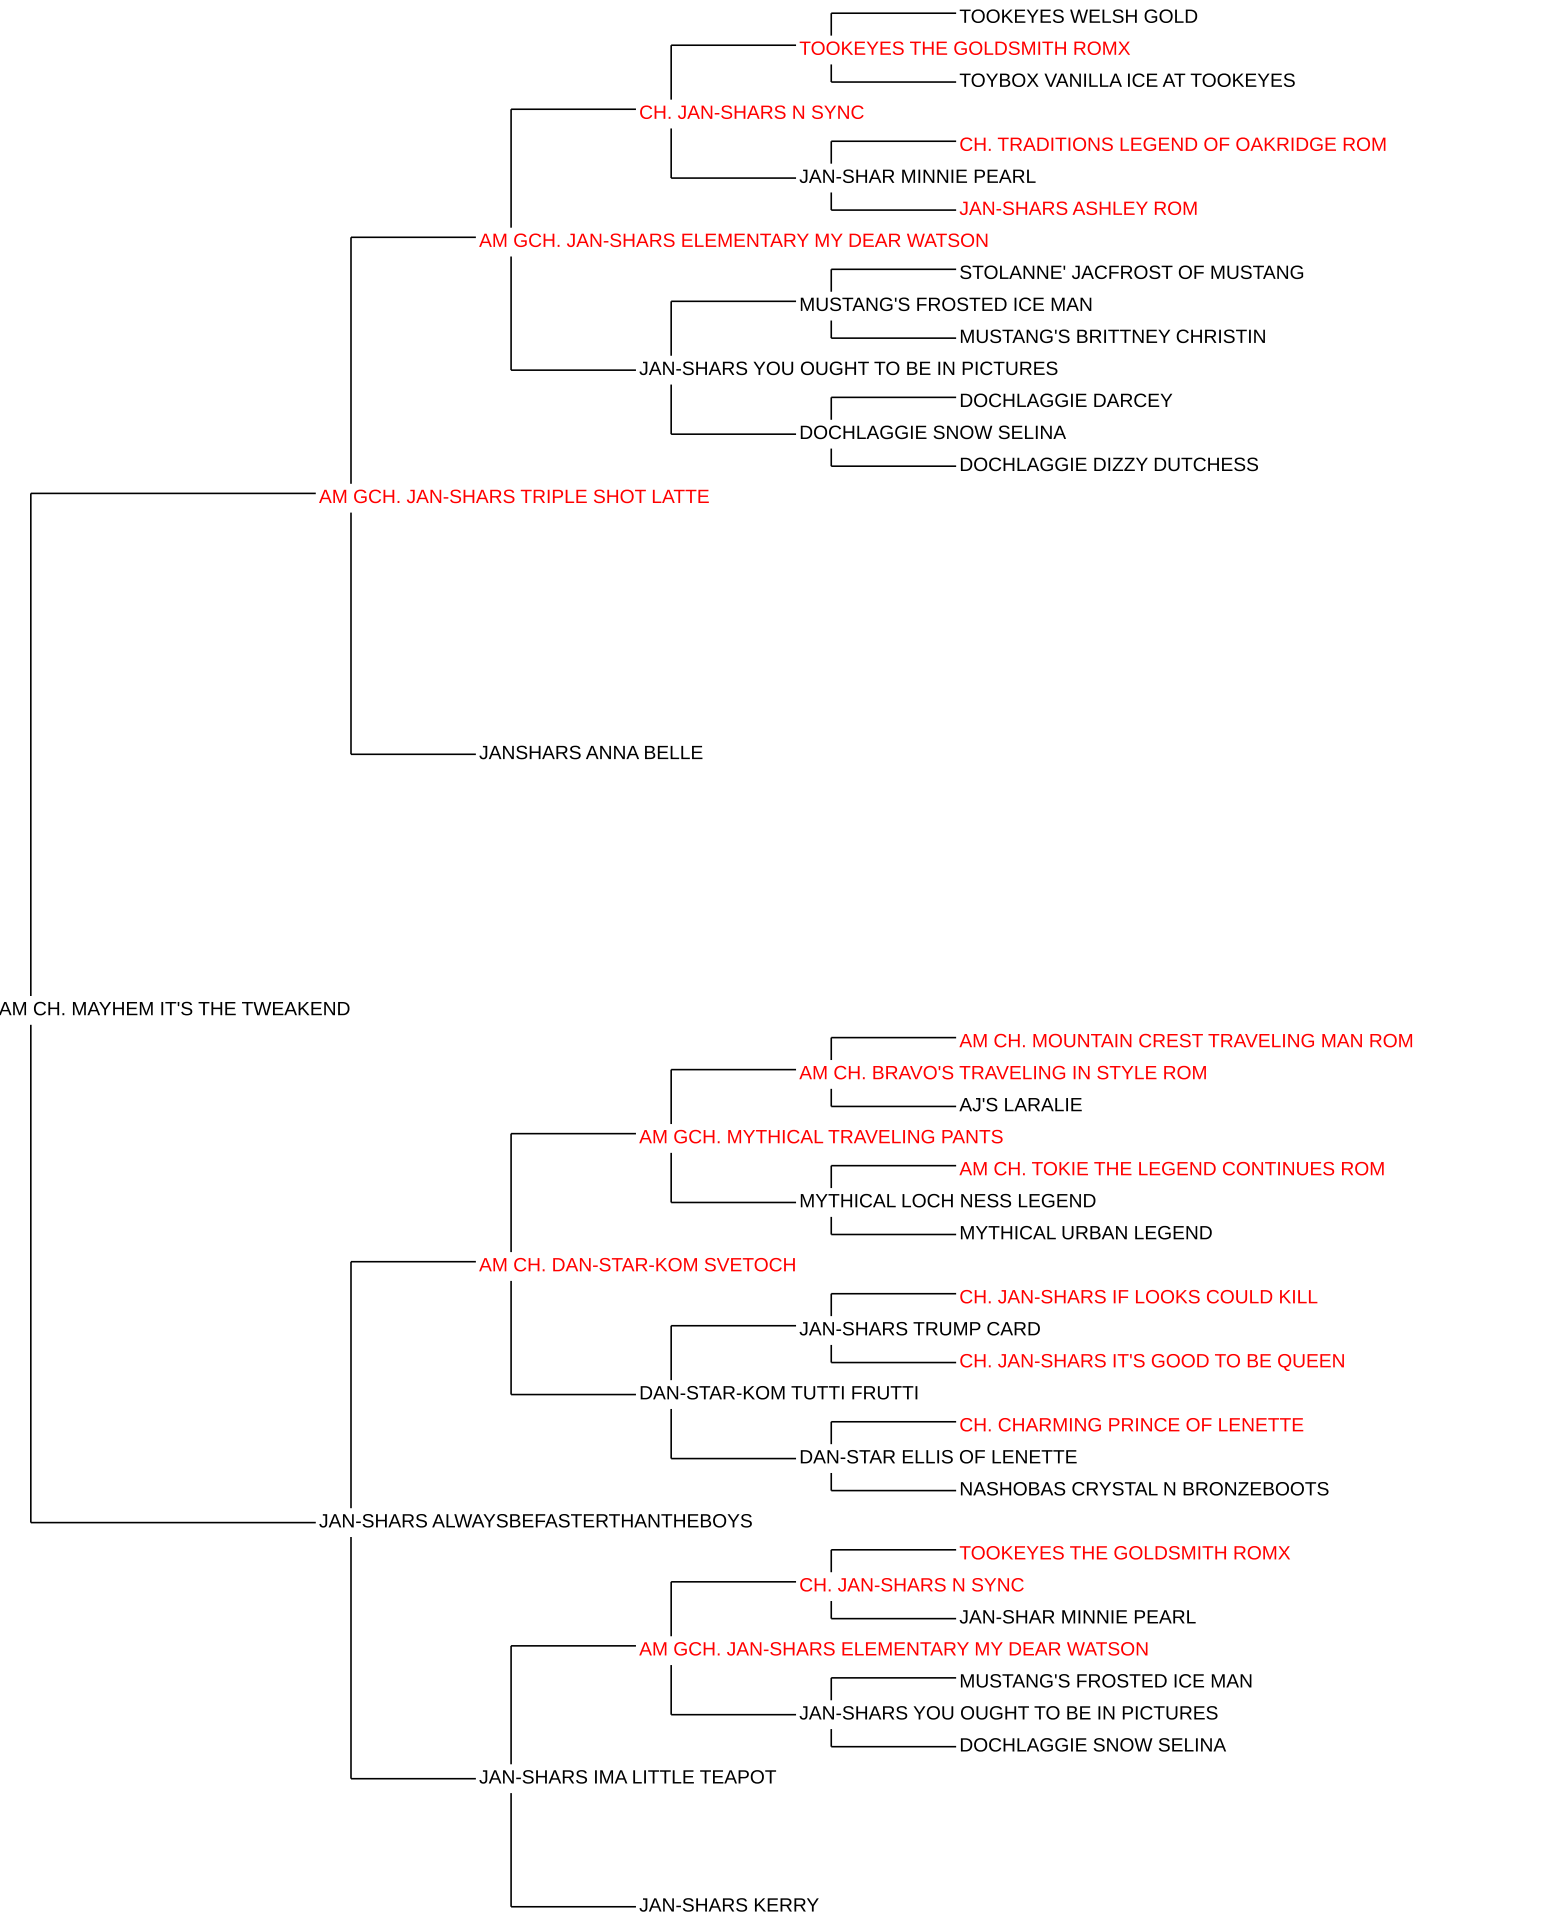 TOOKEYES WELSH GOLD
TOOKEYES THE GOLDSMITH ROMX
TOYBOX VANILLA ICE AT TOOKEYES
CH. JAN-SHARS N SYNC
CH. TRADITIONS LEGEND OF OAKRIDGE ROM
JAN-SHAR MINNIE PEARL
JAN-SHARS ASHLEY ROM
AM GCH. JAN-SHARS ELEMENTARY MY DEAR WATSON
STOLANNE' JACFROST OF MUSTANG
MUSTANG'S FROSTED ICE MAN
MUSTANG'S BRITTNEY CHRISTIN
JAN-SHARS YOU OUGHT TO BE IN PICTURES
DOCHLAGGIE DARCEY
DOCHLAGGIE SNOW SELINA
DOCHLAGGIE DIZZY DUTCHESS
AM GCH. JAN-SHARS TRIPLE SHOT LATTE
JANSHARS ANNA BELLE
AM CH. MAYHEM IT'S THE TWEAKEND
AM CH. MOUNTAIN CREST TRAVELING MAN ROM
AM CH. BRAVO'S TRAVELING IN STYLE ROM
AJ'S LARALIE
AM GCH. MYTHICAL TRAVELING PANTS
AM CH. TOKIE THE LEGEND CONTINUES ROM
MYTHICAL LOCH NESS LEGEND
MYTHICAL URBAN LEGEND
AM CH. DAN-STAR-KOM SVETOCH
CH. JAN-SHARS IF LOOKS COULD KILL
JAN-SHARS TRUMP CARD
CH. JAN-SHARS IT'S GOOD TO BE QUEEN
DAN-STAR-KOM TUTTI FRUTTI
CH. CHARMING PRINCE OF LENETTE
DAN-STAR ELLIS OF LENETTE
NASHOBAS CRYSTAL N BRONZEBOOTS
JAN-SHARS ALWAYSBEFASTERTHANTHEBOYS
TOOKEYES THE GOLDSMITH ROMX
CH. JAN-SHARS N SYNC
JAN-SHAR MINNIE PEARL
AM GCH. JAN-SHARS ELEMENTARY MY DEAR WATSON
MUSTANG'S FROSTED ICE MAN
JAN-SHARS YOU OUGHT TO BE IN PICTURES
DOCHLAGGIE SNOW SELINA
JAN-SHARS IMA LITTLE TEAPOT
JAN-SHARS KERRY